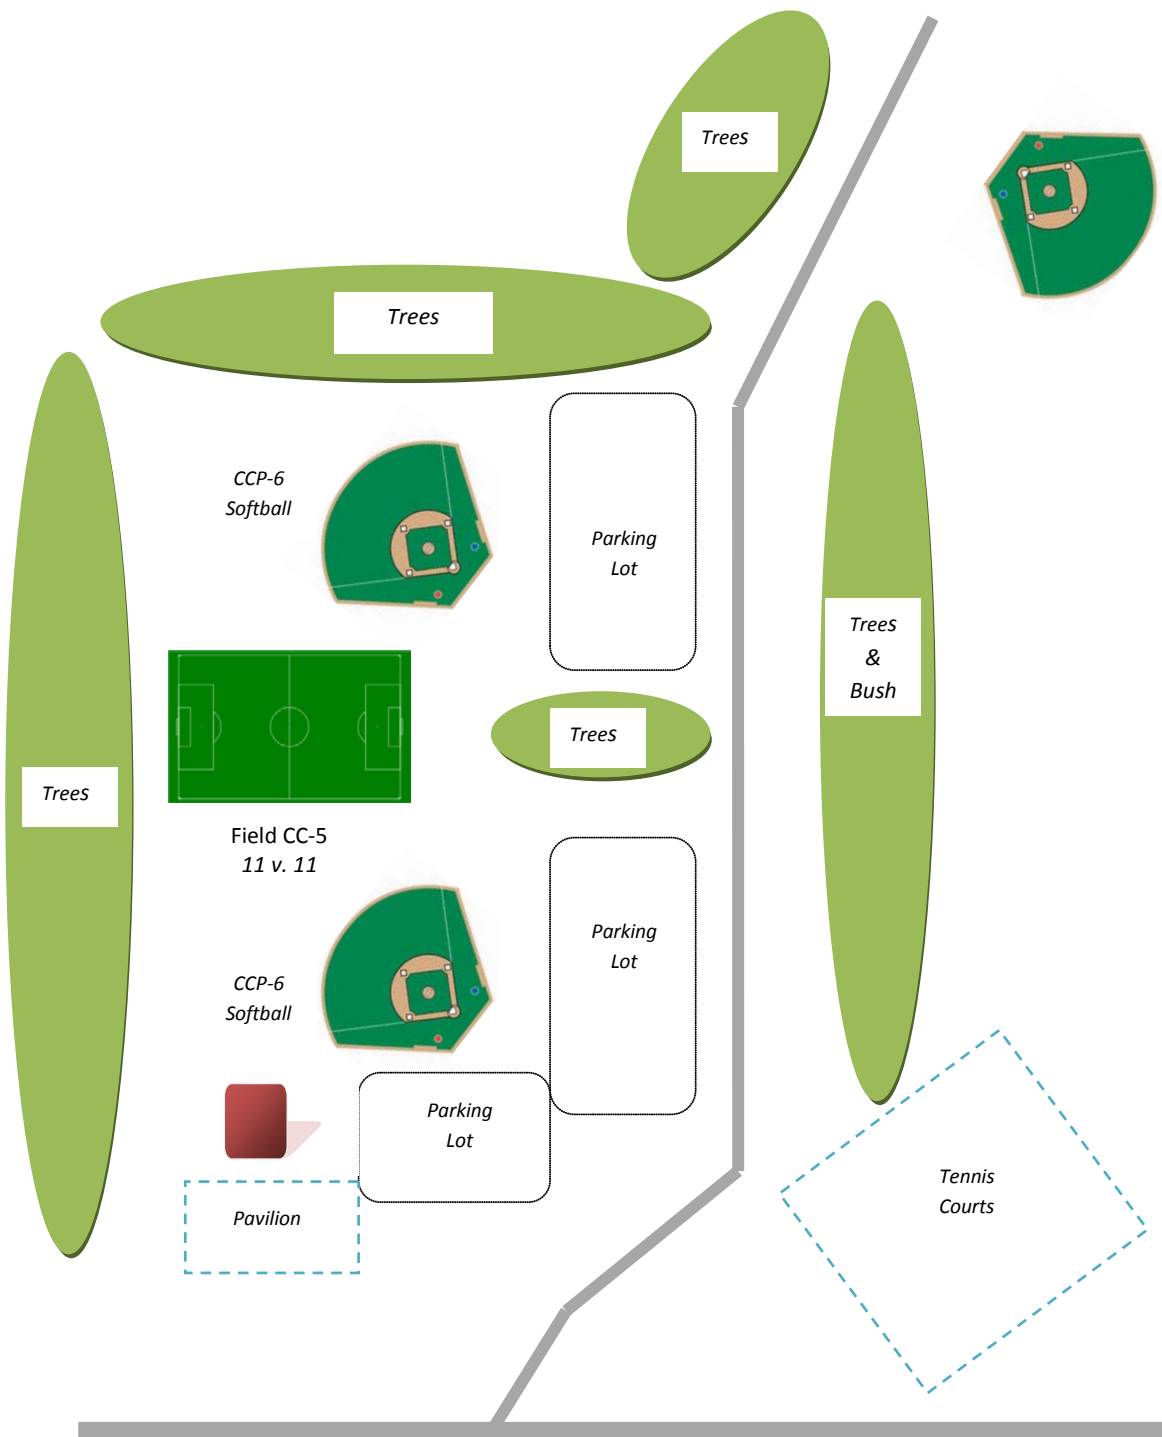 Trees
Trees
CCP-6
Softball
Parking
Lot
Trees
&
Bush
Trees
Trees
Field CC-5
11 v. 11
Parking
Lot
CCP-6
Softball
Parking
Lot
Pavilion
Tennis
Courts